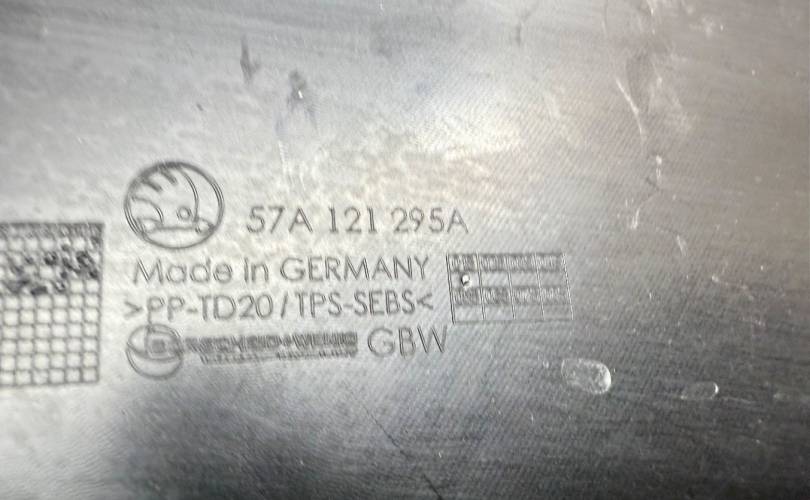 57A 121 295A
Made in GERMANY
>PP-TD20/TPS-SEBS<
GBW